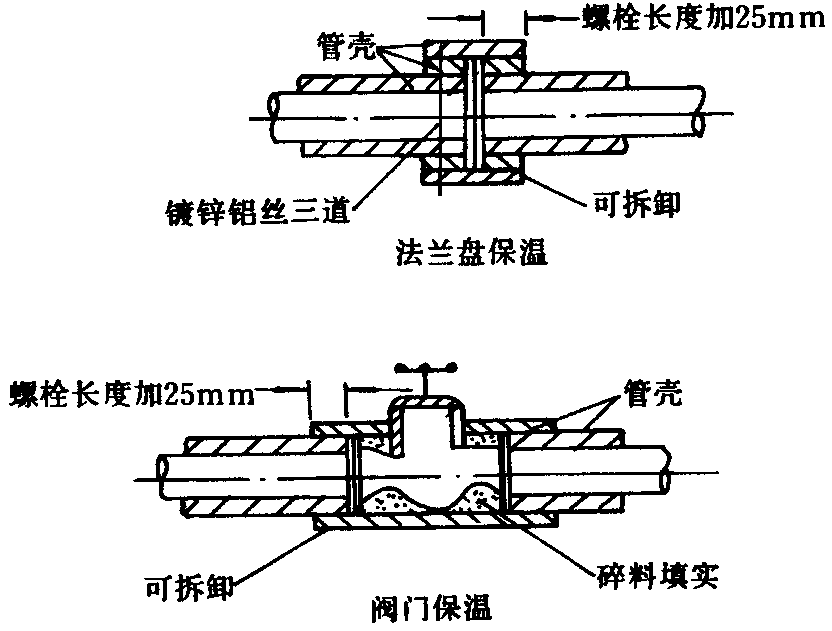 螺栓长度加25mm
管壳
镀锌铝丝三道
可拆卸
法兰盘保温
螺栓长度加25mm
管壳
可拆卸
碎料填实
阀门保温